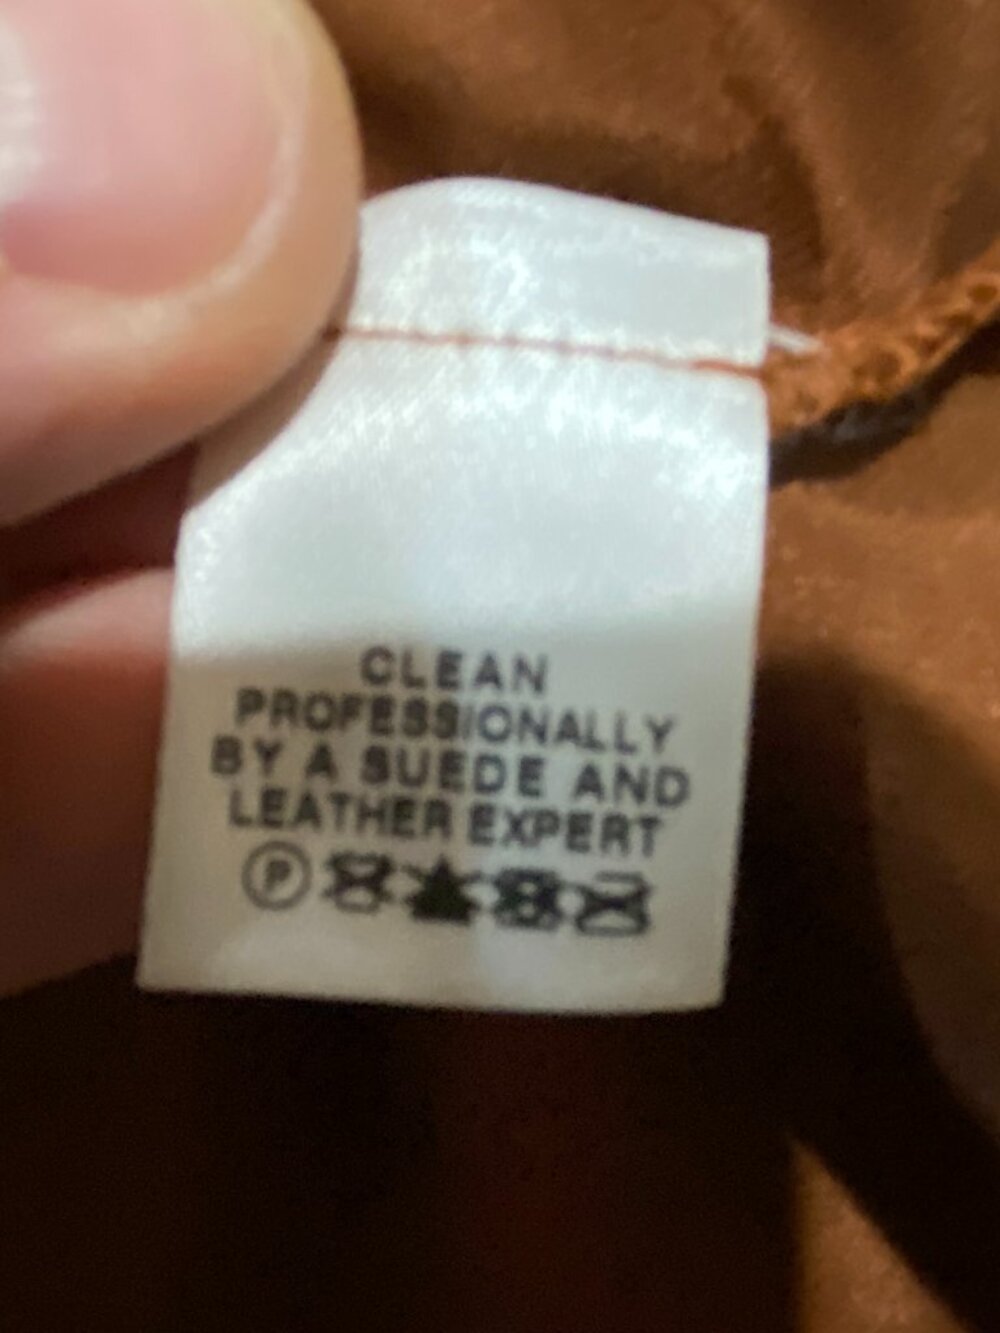 CLEAN
PROFESSIONALLY
BY A SUEDE AND
LEATHER EXPERT
P